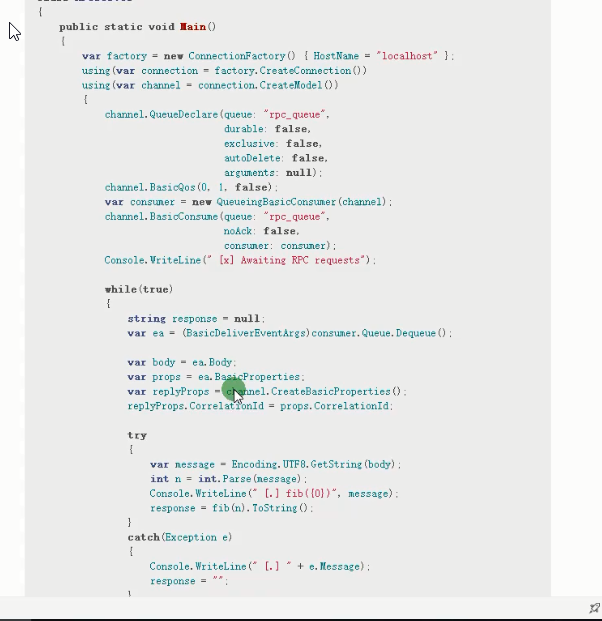 {
public static void Main()
{
var factory = new ConnectionFactory() { HostName = "localhost" };
using(var connection = factory.CreateConnection())
using(var channel = connection.CreateModel())
{
channel.QueueDeclare(queue: "rpc_queue",
durable: false,
exclusive: false,
autoDelete: false,
arguments: null);
channel.BasicQos(0, 1, false);
var consumer = new QueueingBasicConsumer(channel);
channel.BasicConsume(queue: "rpc_queue",
noAck: false,
consumer: consumer);
Console.WriteLine(" [x] Awaiting RPC requests");
while(true)
{
string response = null;
var ea = (BasicDeliverEventArgs)consumer.Queue.Dequeue();
var body = ea.Body;
var props = ea.BasicProperties;
var replyProps = channel.CreateBasicProperties();
replyProps.CorrelationId = props.CorrelationId;
try
{
var message = Encoding.UTF8.GetString(body);
int n = int.Parse(message);
Console.WriteLine(" [.] fib({0})", message);
response = fib(n).ToString();
}
catch(Exception e)
{
Console.WriteLine(" [.] " + e.Message);
response = "";
}